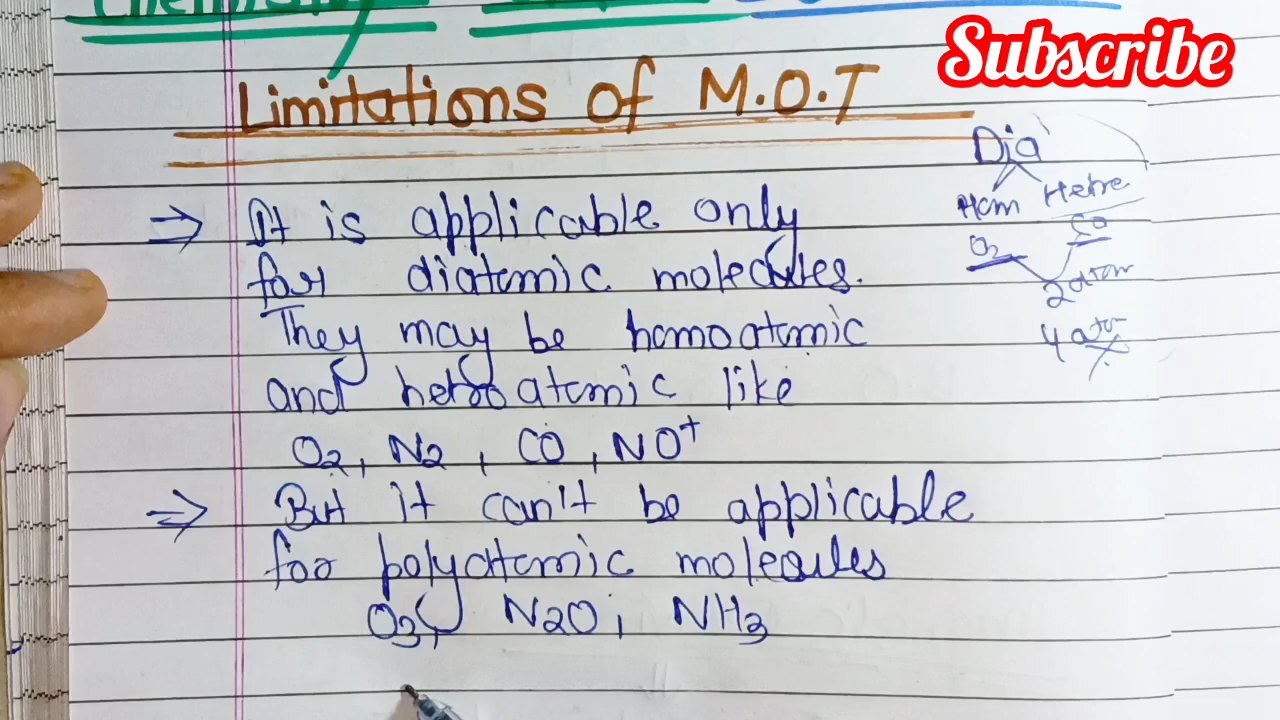 Subscribe
Limitations of M.O.T
⇒ It is applicable only
for diatomic molecules.
They may be homoatomic
and hetroatomic like
O2, N2, CO, NO+
⇒ But it can't be applicable
for polyatomic molecules
O3, N2O, NH3
Dia
Hom Hetre
O2 CO
2 atom
4 atom